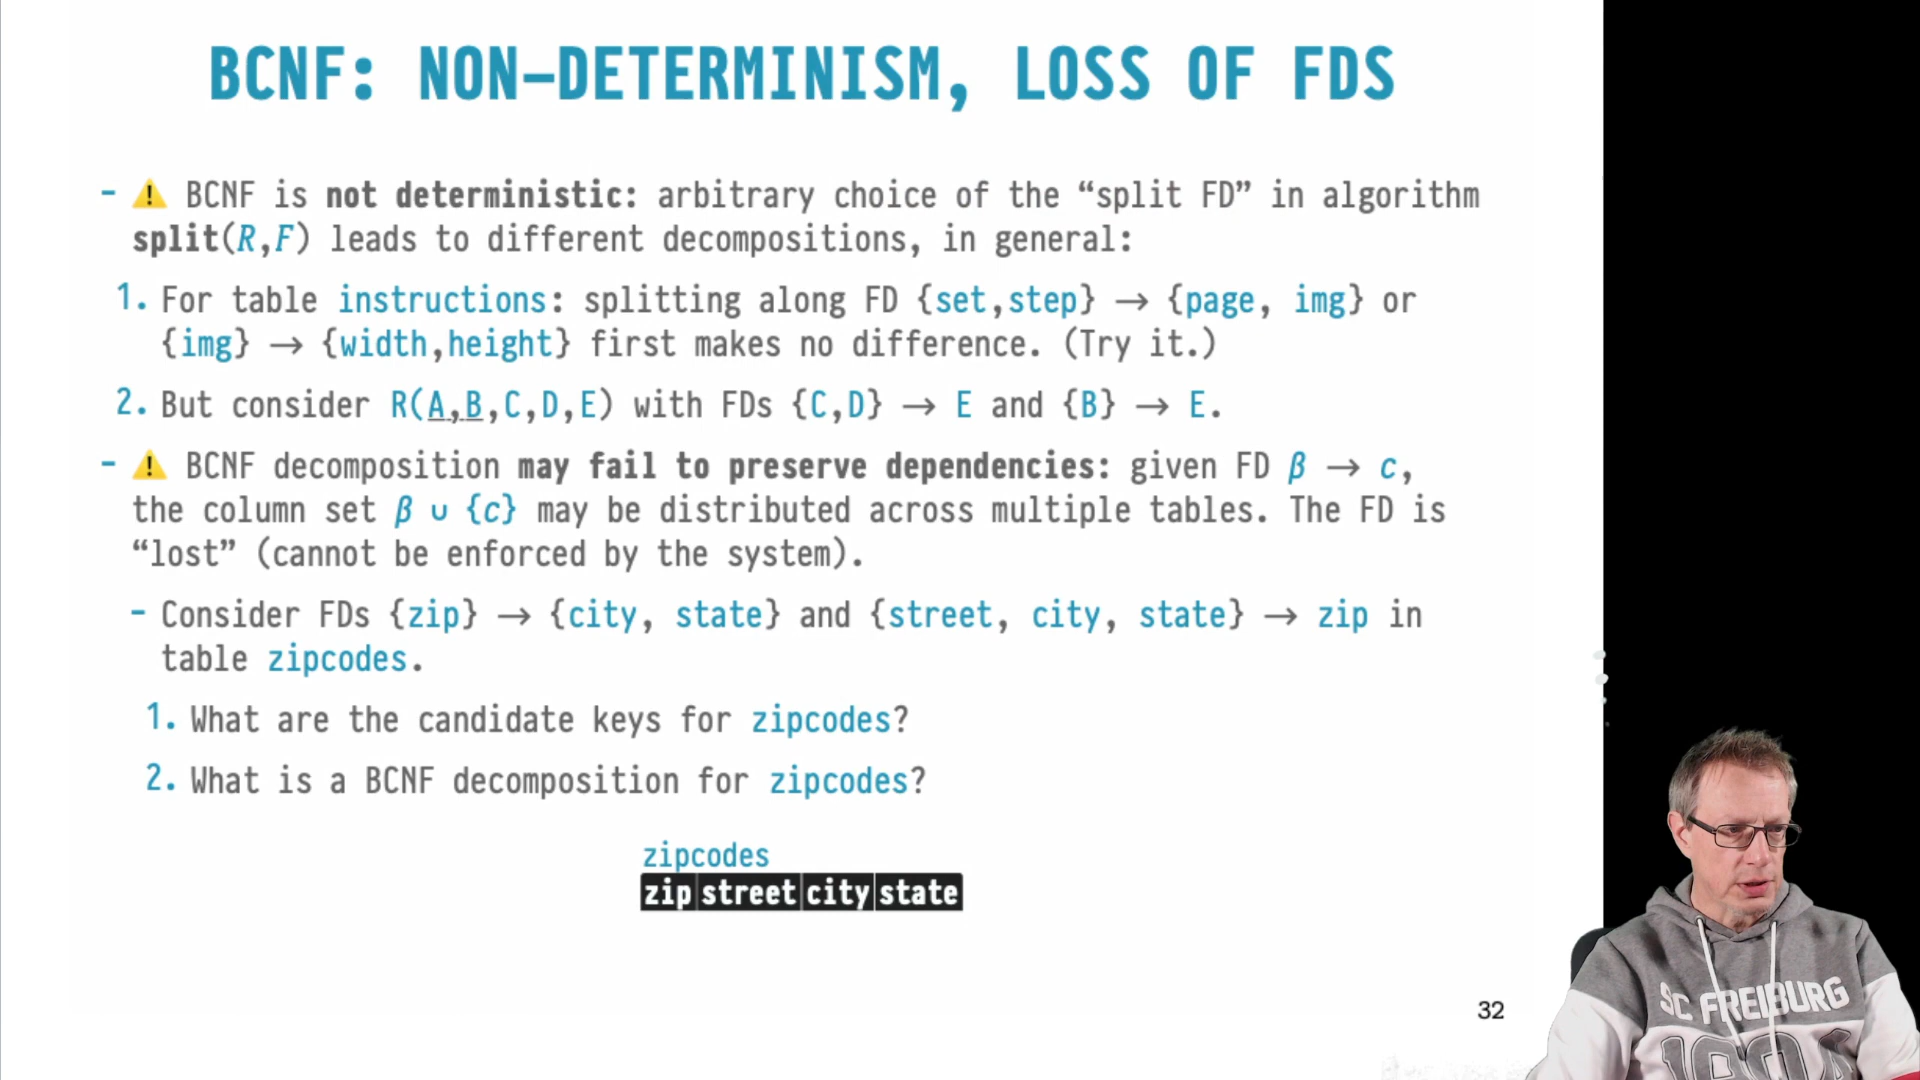 BCNF: NON–DETERMINISM, LOSS OF FDS
- ⚠ BCNF is not deterministic: arbitrary choice of the “split FD” in algorithm
split(R,F) leads to different decompositions, in general:
1. For table instructions: splitting along FD {set,step} → {page, img} or
{img} → {width,height} first makes no difference. (Try it.)
2. But consider R(A,B,C,D,E) with FDs {C,D} → E and {B} → E.
- ⚠ BCNF decomposition may fail to preserve dependencies: given FD β → c,
the column set β ∪ {c} may be distributed across multiple tables. The FD is
“lost” (cannot be enforced by the system).
- Consider FDs {zip} → {city, state} and {street, city, state} → zip in
table zipcodes.
1. What are the candidate keys for zipcodes?
2. What is a BCNF decomposition for zipcodes?
zipcodes
zip street city state
32
SC FREIBURG